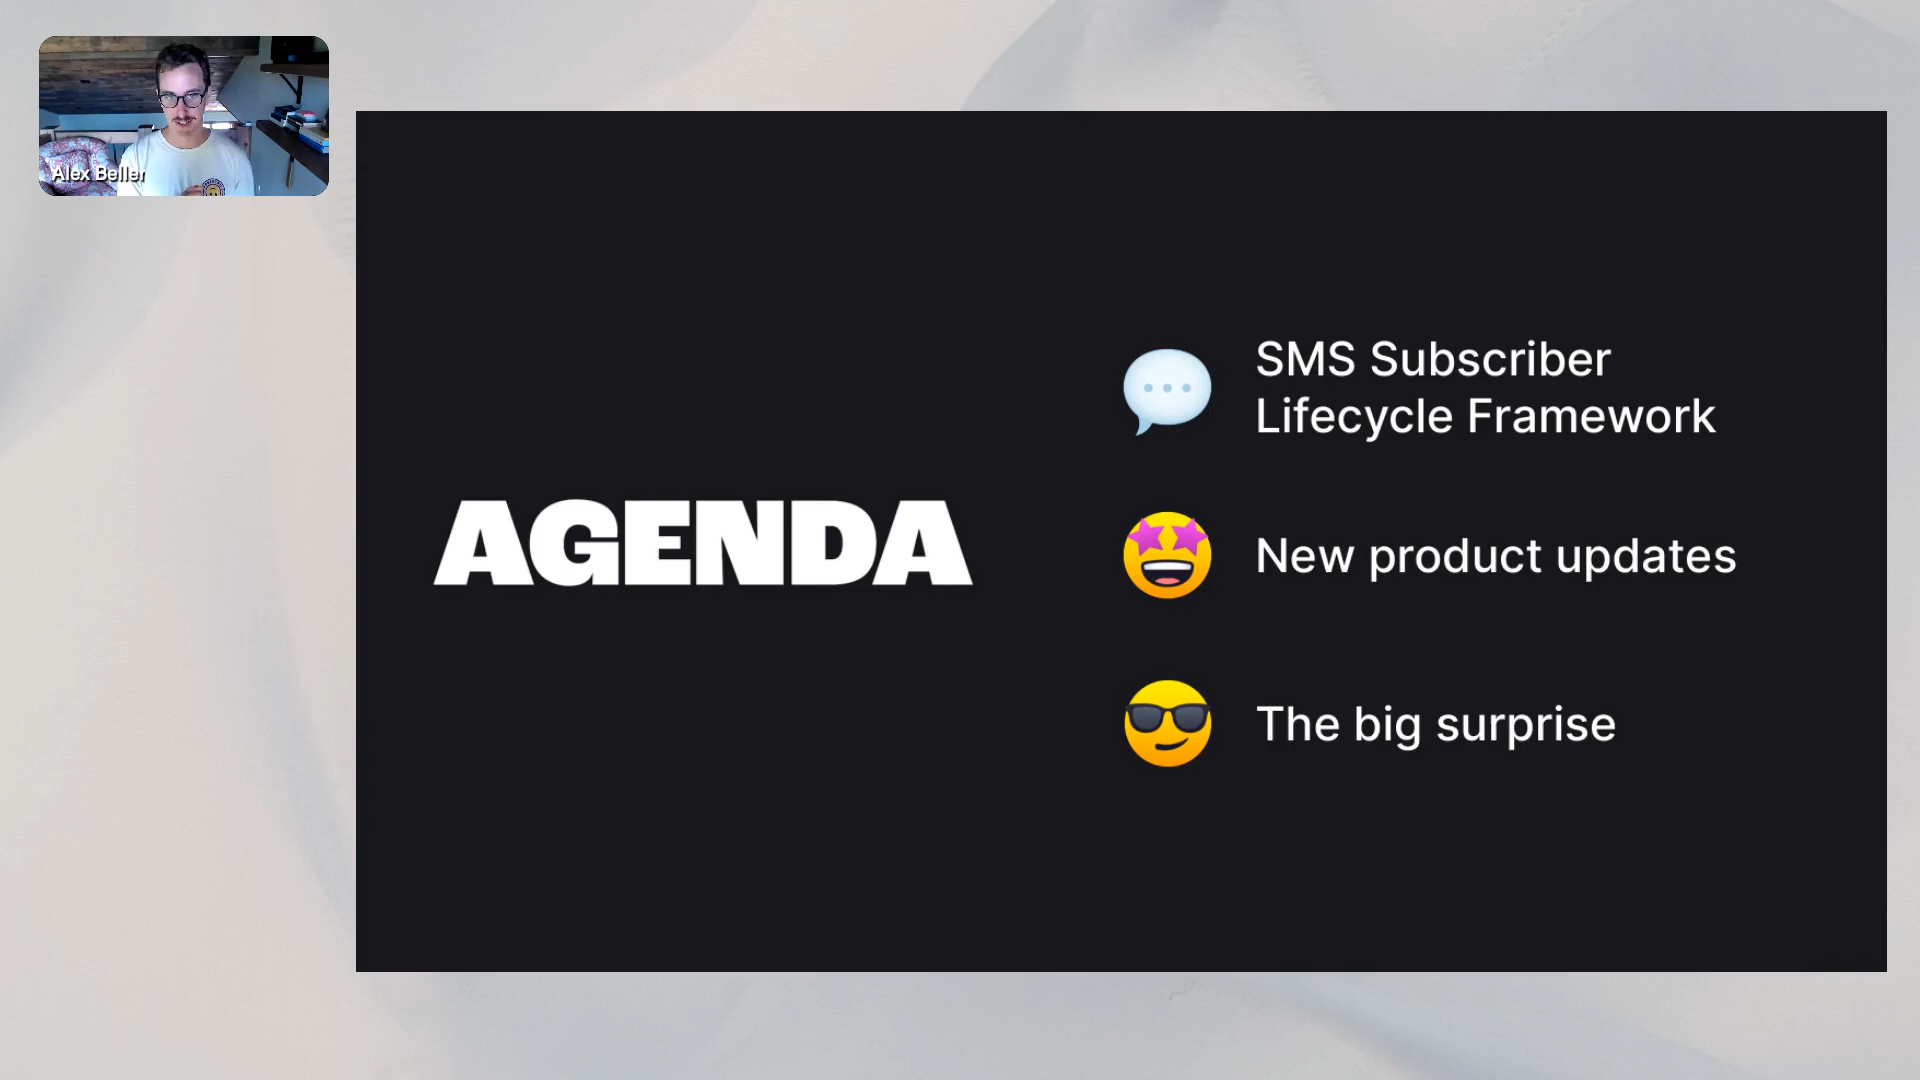 Alex Beller
AGENDA
SMS Subscriber
Lifecycle Framework
New product updates
The big surprise